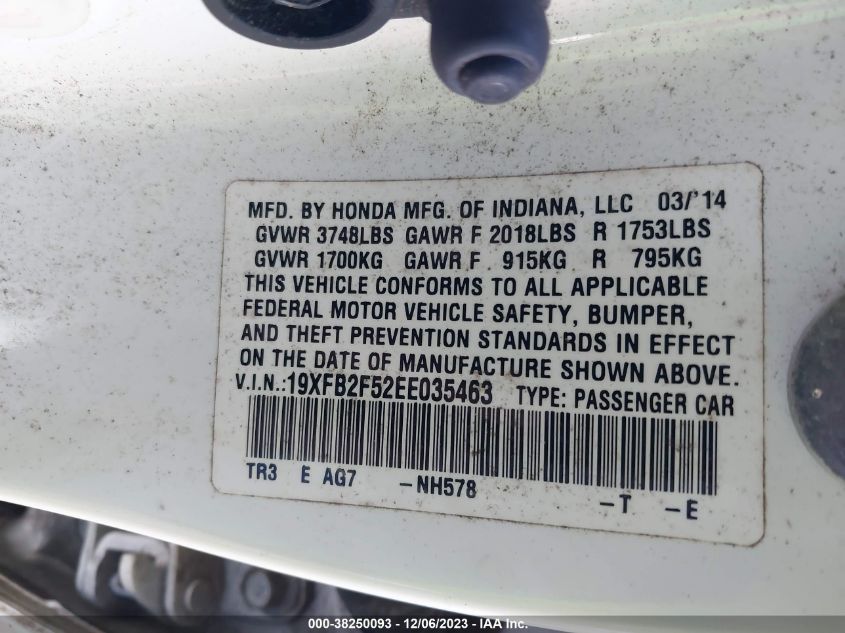 MFD. BY HONDA MFG. OF INDIANA, LLC 03/'14
GVWR 3748LBS GAWR F 2018LBS R 1753LBS
GVWR 1700KG GAWR F 915KG R 795KG
THIS VEHICLE CONFORMS TO ALL APPLICABLE
FEDERAL MOTOR VEHICLE SAFETY, BUMPER,
AND THEFT PREVENTION STANDARDS IN EFFECT
ON THE DATE OF MANUFACTURE SHOWN ABOVE.
V.I.N.:19XFB2F52EE035463 TYPE: PASSENGER CAR
TR3 E AG7 -NH578 -T -E
000-38250093 - 12/06/2023 - IAA Inc.